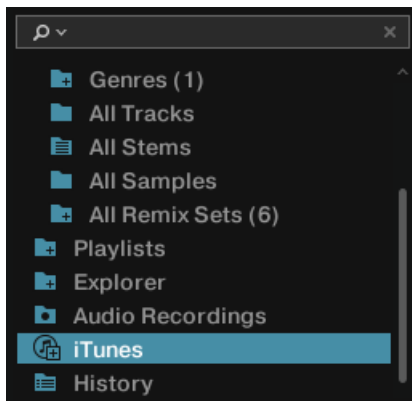 Genres (1)
All Tracks
All Stems
All Samples
All Remix Sets (6)
Playlists
Explorer
Audio Recordings
iTunes
History